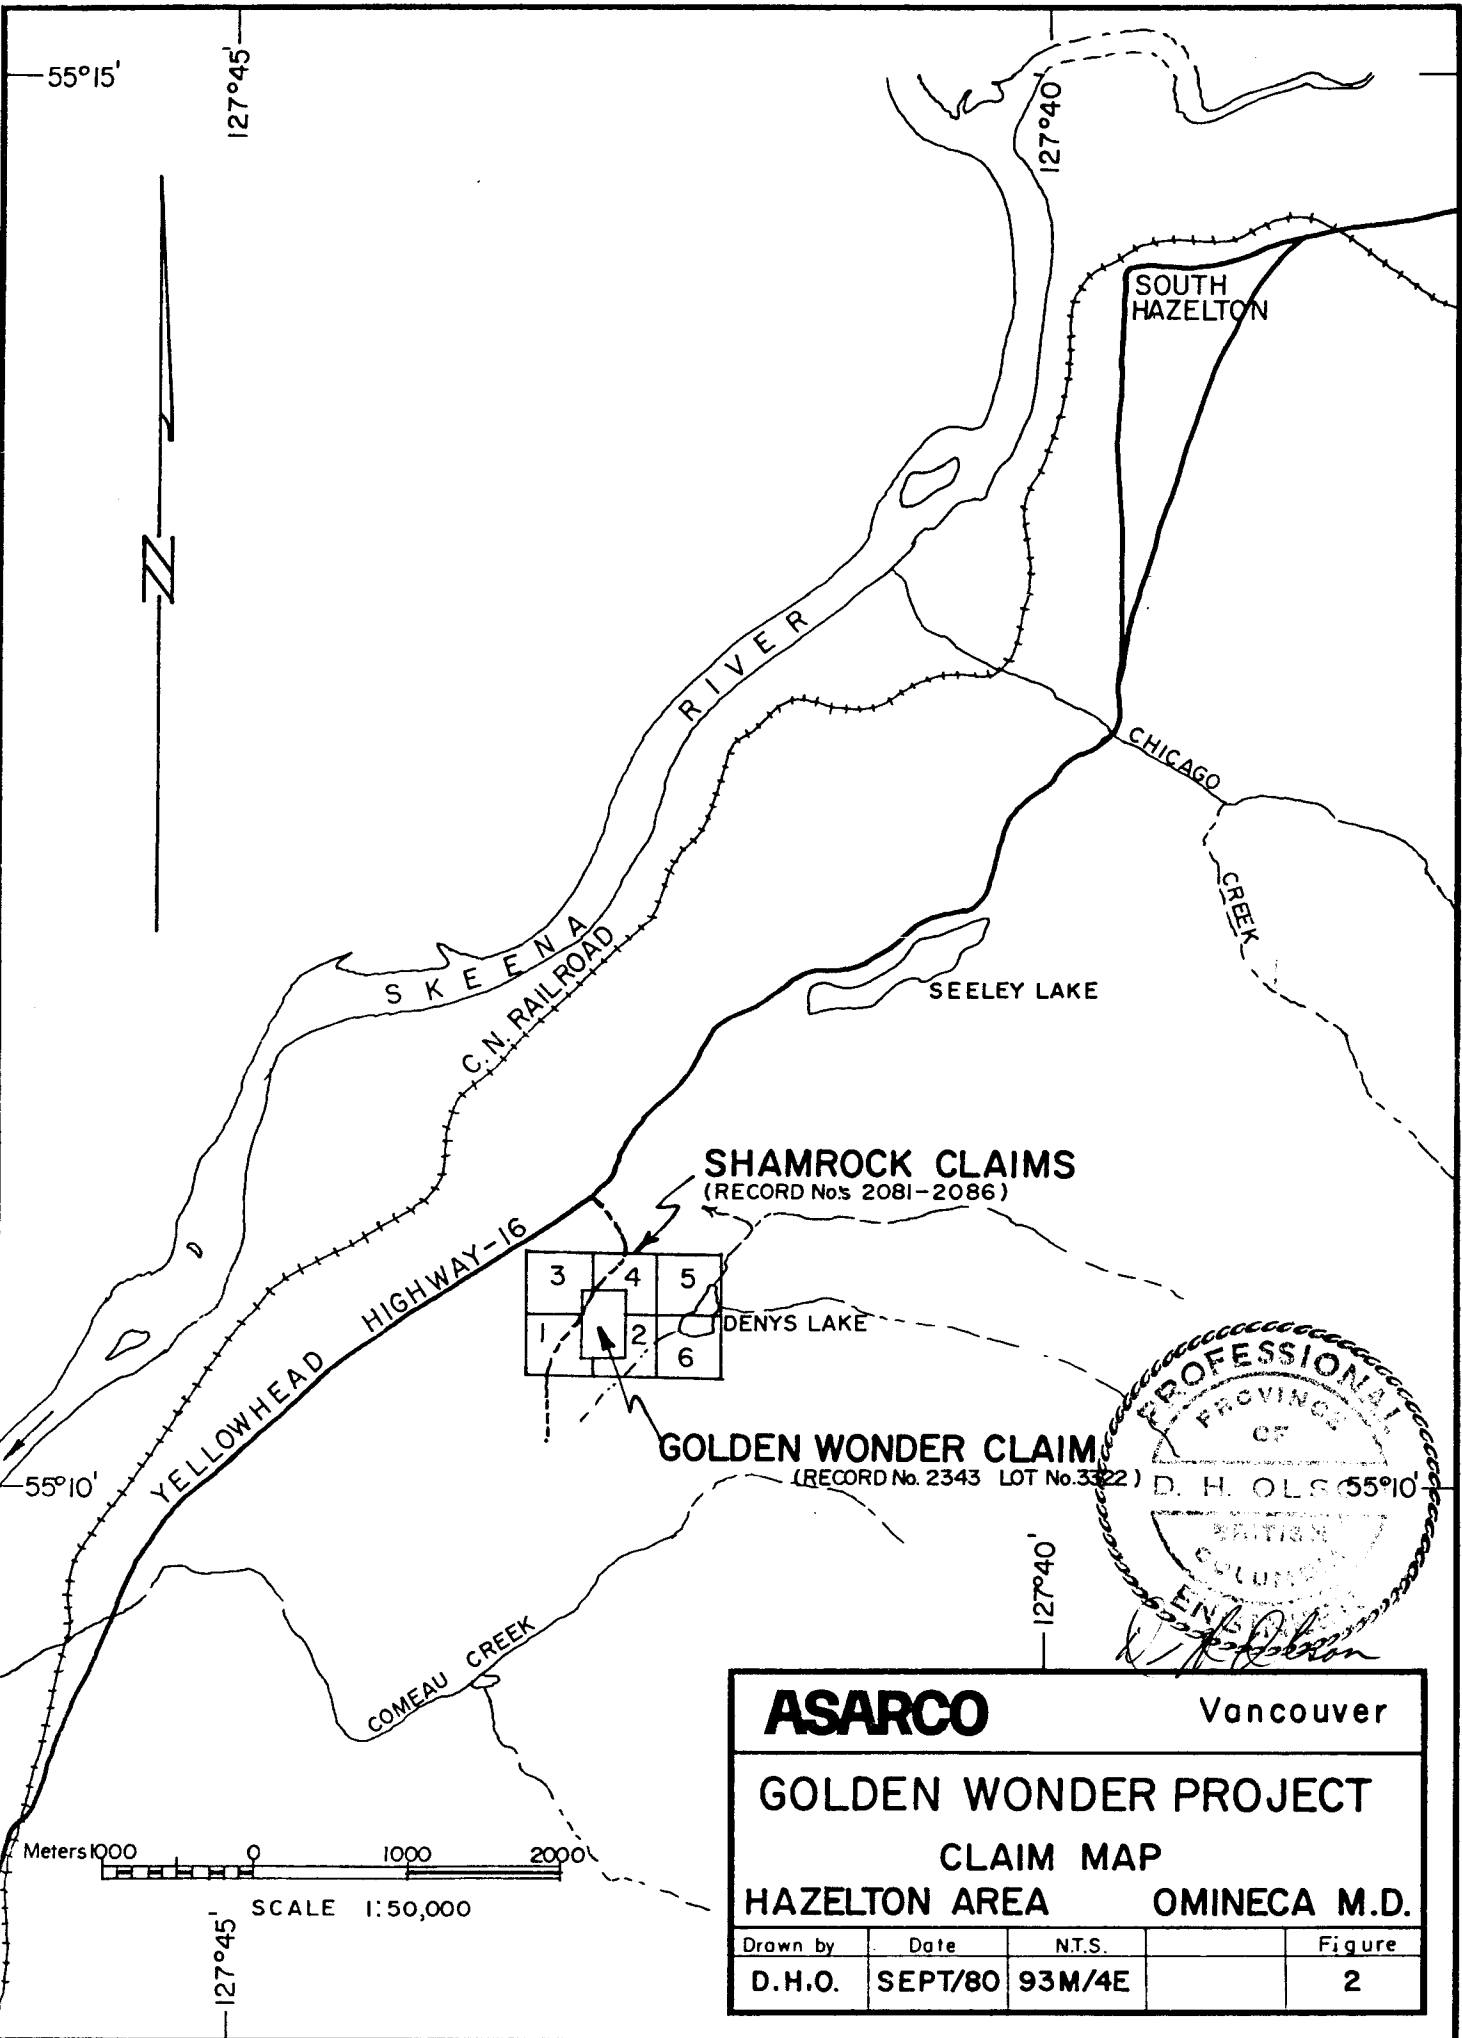 55°15'
127°45'
127°40'
SOUTH
HAZELTON
N
RIVER
CHICAGO
CREEK
SKEENA
C.N. RAILROAD
SEELEY LAKE
SHAMROCK CLAIMS
(RECORD No's 2081-2086)
YELLOWHEAD HIGHWAY-16
3 4 5
1 2 6
DENYS LAKE
GOLDEN WONDER CLAIM
(RECORD No. 2343 LOT No. 3322)
55°10'
55°10'
PROFESSIONAL
PROVINCE
OF
D. H. OLS
BRITISH
COLUMBIA
127°40'
COMEAU CREEK
Meters 1000 0 1000 2000
SCALE 1:50,000
127°45'
ASARCO Vancouver
GOLDEN WONDER PROJECT
CLAIM MAP
HAZELTON AREA OMINECA M.D.
Drawn by Date N.T.S. Figure
D.H.O. SEPT/80 93M/4E 2